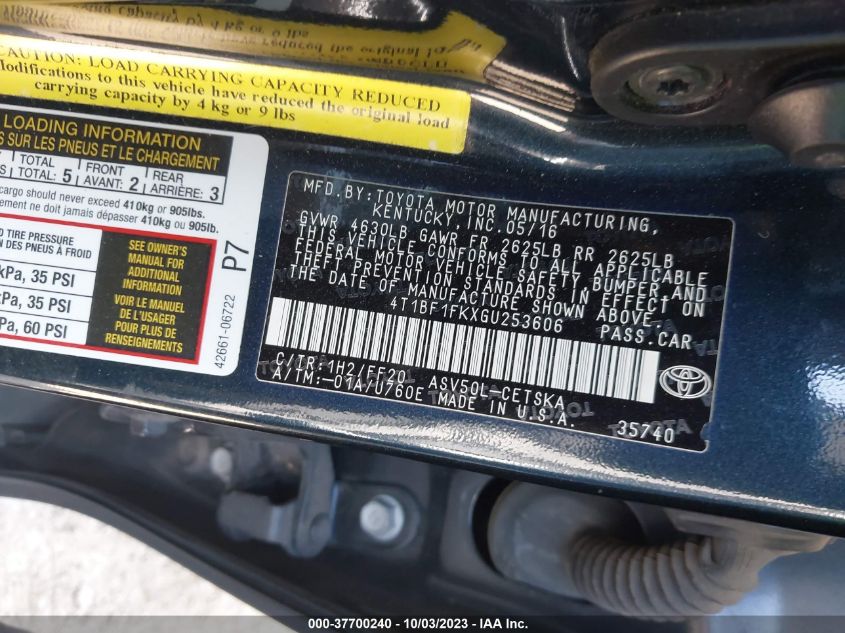 CAUTION: LOAD CARRYING CAPACITY REDUCED
Modifications to this vehicle have reduced the original load
carrying capacity by 4 kg or 9 lbs
LOADING INFORMATION
SUR LES PNEUS ET LE CHARGEMENT
TOTAL
TOTAL: 5
FRONT
AVANT: 2
REAR
ARRIÈRE: 3
cargo should never exceed 410kg or 905lbs.
ne doit jamais dépasser 410kg ou 905lbs.
TIRE PRESSURE
DES PNEUS À FROID
kPa, 35 PSI
kPa, 35 PSI
kPa, 60 PSI
SEE OWNER'S
MANUAL FOR
ADDITIONAL
INFORMATION
VOIR LE MANUEL
DE L'USAGER
POUR PLUS DE
RENSEIGNEMENTS
P7
42661-06722
MFD. BY: TOYOTA MOTOR MANUFACTURING,
KENTUCKY, INC. 05/16
GVWR 4630LB GAWR FR 2625LB RR 2625LB
THIS VEHICLE CONFORMS TO ALL APPLICABLE
FEDERAL MOTOR VEHICLE SAFETY, BUMPER AND
THEFT PREVENTION STANDARDS IN EFFECT ON
THE DATE OF MANUFACTURE SHOWN ABOVE.
4T1BF1FKXGU253606 PASS.CAR
C/TR: 1H2/FF20 ASV50L-CETSKA
A/TM:-01A/U760E MADE IN U.S.A.
35740
000-37700240 - 10/03/2023 - IAA Inc.